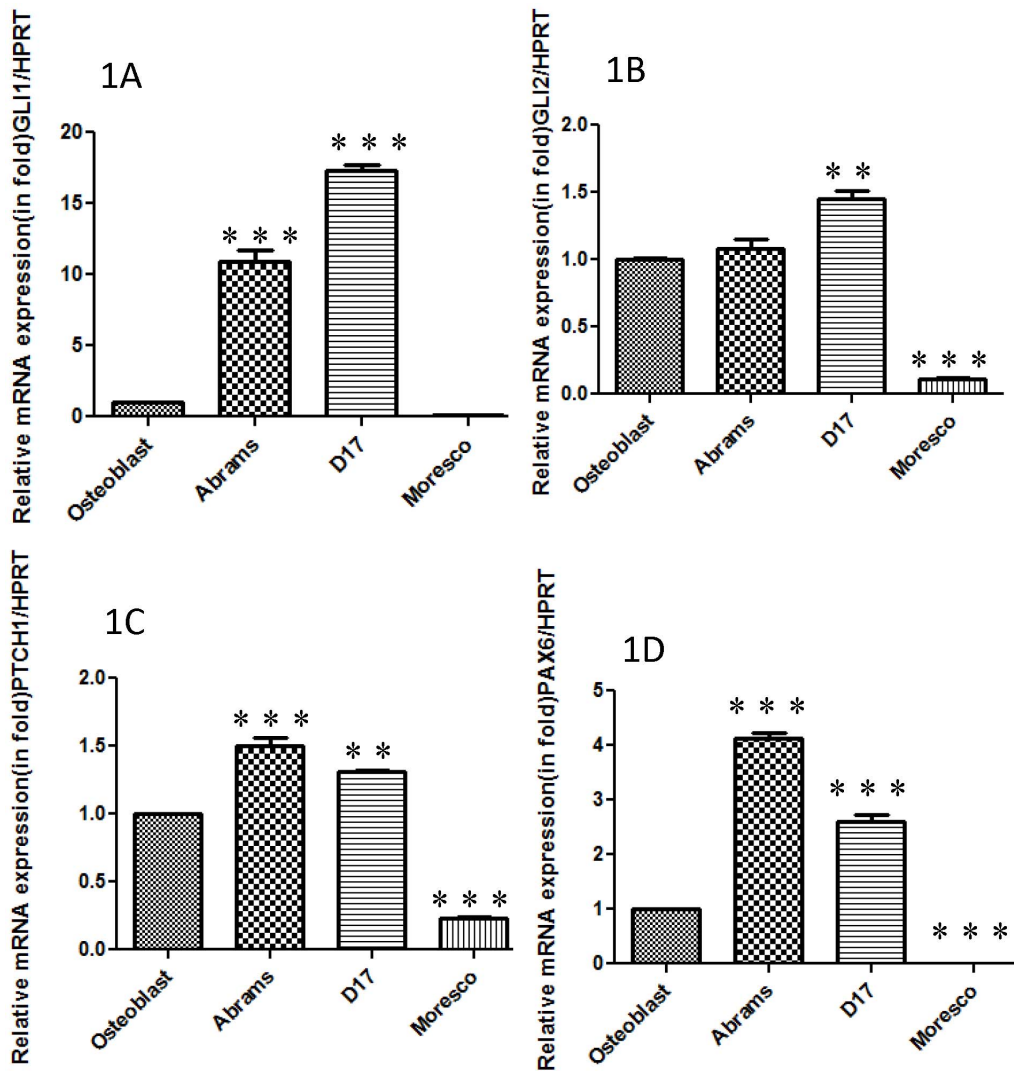 1A
Relative mRNA expression(in fold)GLI1/HPRT
20
15
10
5
0
* * *
* * *
Osteoblast
Abrams
D17
Moresco
1B
Relative mRNA expression(in fold)GLI2/HPRT
2.0
1.5
1.0
0.5
0.0
* *
* * *
Osteoblast
Abrams
D17
Moresco
1C
Relative mRNA expression(in fold)PTCH1/HPRT
2.0
1.5
1.0
0.5
0.0
* * *
* *
* * *
Osteoblast
Abrams
D17
Moresco
1D
Relative mRNA expression(in fold)PAX6/HPRT
5
4
3
2
1
0
* * *
* * *
* * *
Osteoblast
Abrams
D17
Moresco